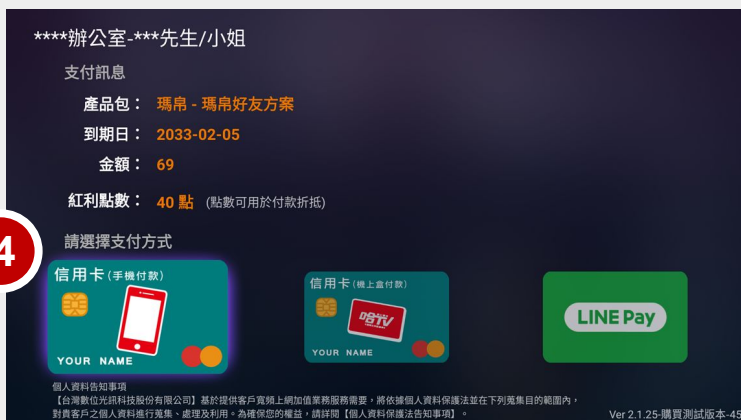 ****辦公室-***先生/小姐
支付訊息
產品包： 瑪帛 - 瑪帛好友方案
到期日： 2033-02-05
金額： 69
紅利點數： 40 點 (點數可用於付款折抵)
4
請選擇支付方式
信用卡(手機付款)
YOUR NAME
信用卡(機上盒付款)
哈TV
YOUR NAME
LINE Pay
個人資料告知事項
【台灣數位光訊科技股份有限公司】基於提供客戶寬頻上網加值業務服務需要，將依據個人資料保護法並在下列蒐集目的範圍內，
對貴客戶之個人資料進行蒐集、處理及利用。為確保您的權益，請詳閱【個人資料保護法告知事項】。
Ver 2.1.25-購買測試版本-45